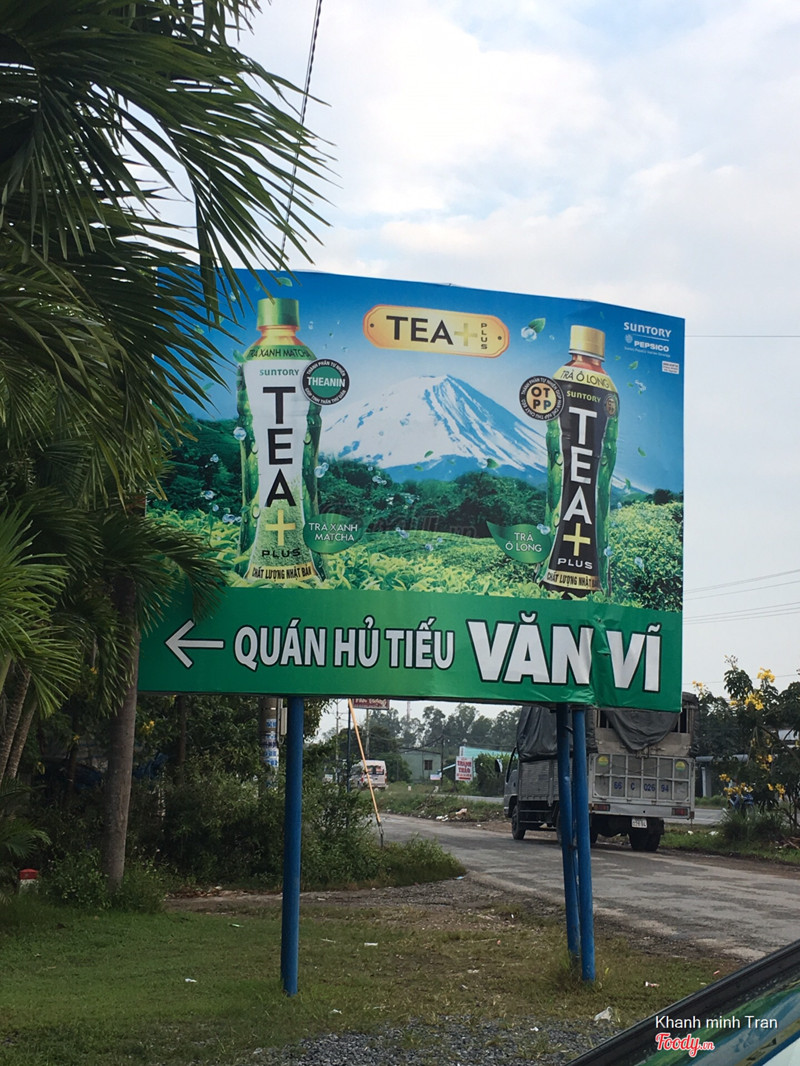 TEA+ PLUS
SUNTORY
PEPSICO
TRÀ XANH MATCHA
SUNTORY
TEA+
PLUS
CHẤT LƯỢNG NHẬT BẢN
THEANIN
TRÀ XANH
MATCHA
TRÀ Ô LONG
SUNTORY
TEA+
PLUS
CHẤT LƯỢNG NHẬT BẢN
OT
PP
TRÀ
Ô LONG
← QUÁN HỦ TIẾU VĂN VĨ
Khanh minh Tran
Foody.vn